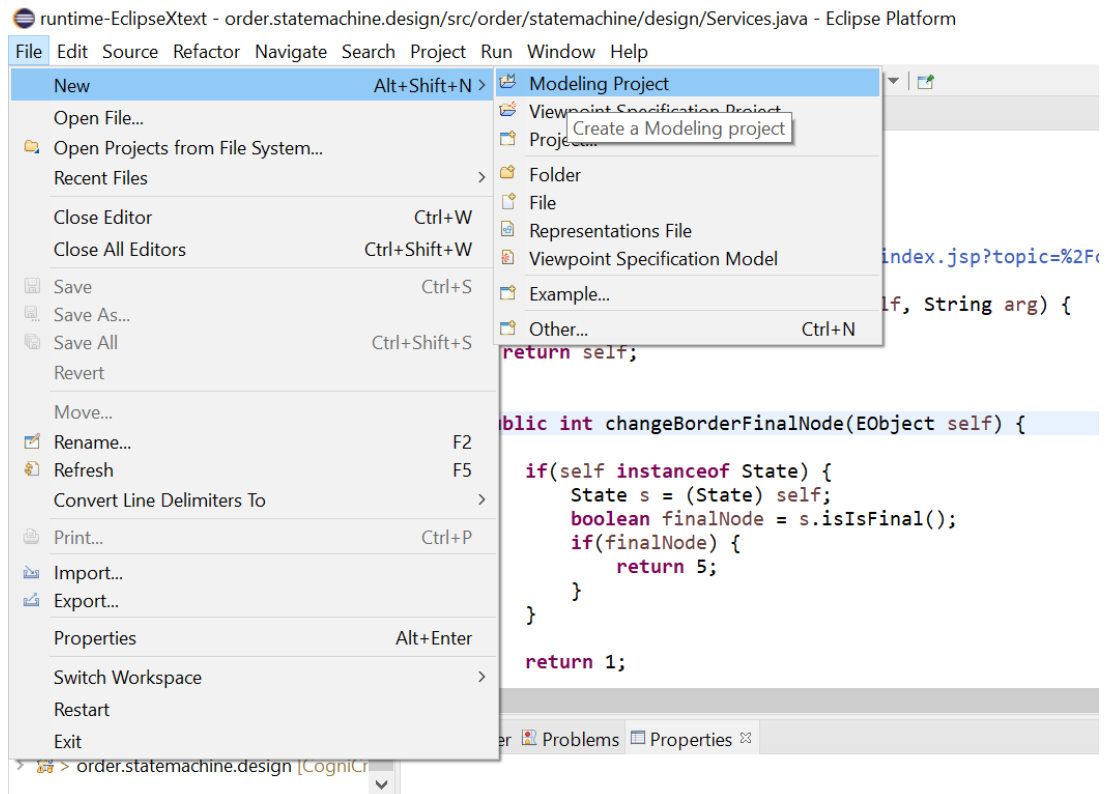 runtime-EclipseXtext - order.statemachine.design/src/order/statemachine/design/Services.java - Eclipse Platform
File Edit Source Refactor Navigate Search Project Run Window Help
New Alt+Shift+N >
Open File...
Open Projects from File System...
Recent Files >
Close Editor Ctrl+W
Close All Editors Ctrl+Shift+W
Save Ctrl+S
Save As...
Save All Ctrl+Shift+S
Revert
Move...
Rename... F2
Refresh F5
Convert Line Delimiters To >
Print... Ctrl+P
Import...
Export...
Properties Alt+Enter
Switch Workspace >
Restart
Exit
Modeling Project
Viewpoint Specification Project
Create a Modeling project
Project...
Folder
File
Representations File
Viewpoint Specification Model
Example...
Other... Ctrl+N
index.jsp?topic=%2F
, String arg) {
return self;
int changeBorderFinalNode(EObject self) {
if(self instanceof State) {
State s = (State) self;
boolean finalNode = s.isIsFinal();
if(finalNode) {
return 5;
}
}
return 1;
Problems Properties
> order.statemachine.design